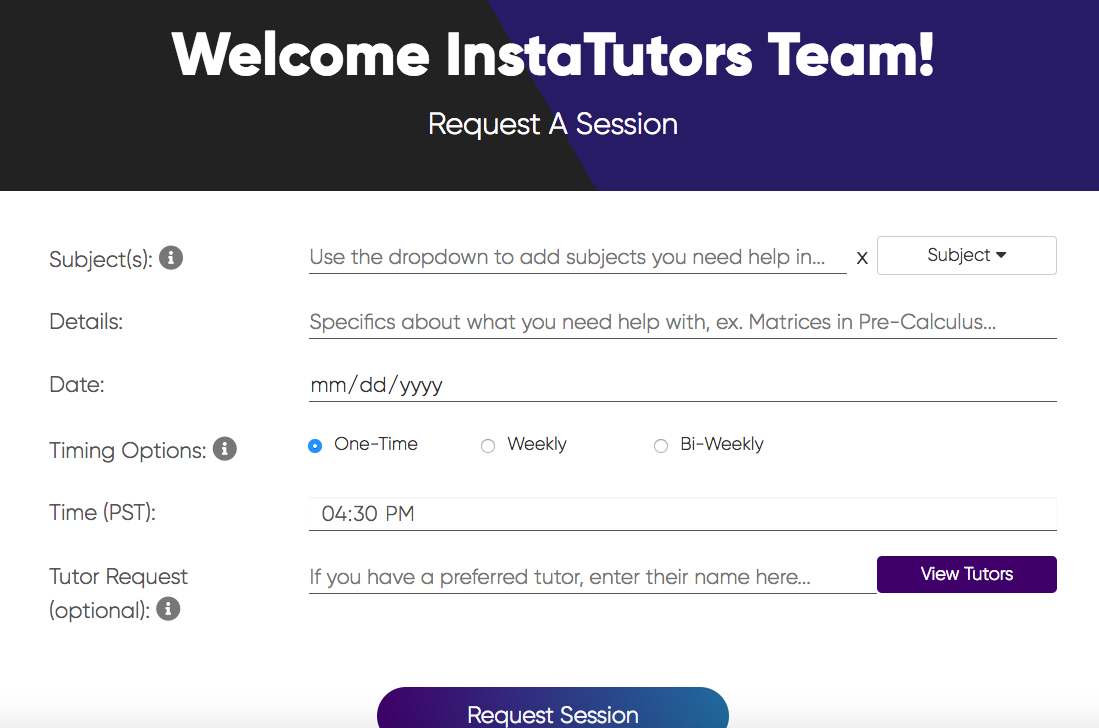 Welcome InstaTutors Team!
Request A Session
Subject(s):
Use the dropdown to add subjects you need help in...
x
Subject
Details:
Specifics about what you need help with, ex. Matrices in Pre-Calculus...
Date:
mm/dd/yyyy
Timing Options:
One-Time
Weekly
Bi-Weekly
Time (PST):
04:30 PM
Tutor Request
(optional):
If you have a preferred tutor, enter their name here...
View Tutors
Request Session